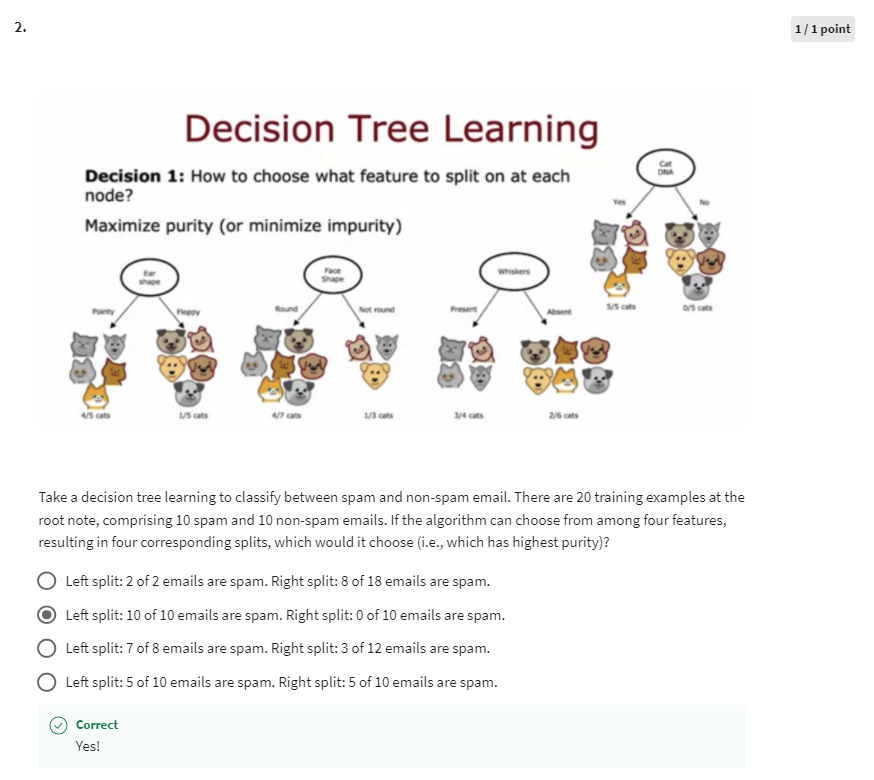 2.
1 / 1 point
Decision Tree Learning
Decision 1: How to choose what feature to split on at each
node?
Maximize purity (or minimize impurity)
Cat
DNA
Yes
No
5/5 cats
0/5 cats
Ear
shape
Pointy
Floppy
4/5 cats
1/5 cats
Face
Shape
Round
Not round
4/7 cats
1/3 cats
Whiskers
Present
Absent
3/4 cats
2/6 cats
Take a decision tree learning to classify between spam and non-spam email. There are 20 training examples at the
root note, comprising 10 spam and 10 non-spam emails. If the algorithm can choose from among four features,
resulting in four corresponding splits, which would it choose (i.e., which has highest purity)?
Left split: 2 of 2 emails are spam. Right split: 8 of 18 emails are spam.
Left split: 10 of 10 emails are spam. Right split: 0 of 10 emails are spam.
Left split: 7 of 8 emails are spam. Right split: 3 of 12 emails are spam.
Left split: 5 of 10 emails are spam. Right split: 5 of 10 emails are spam.
Correct
Yes!